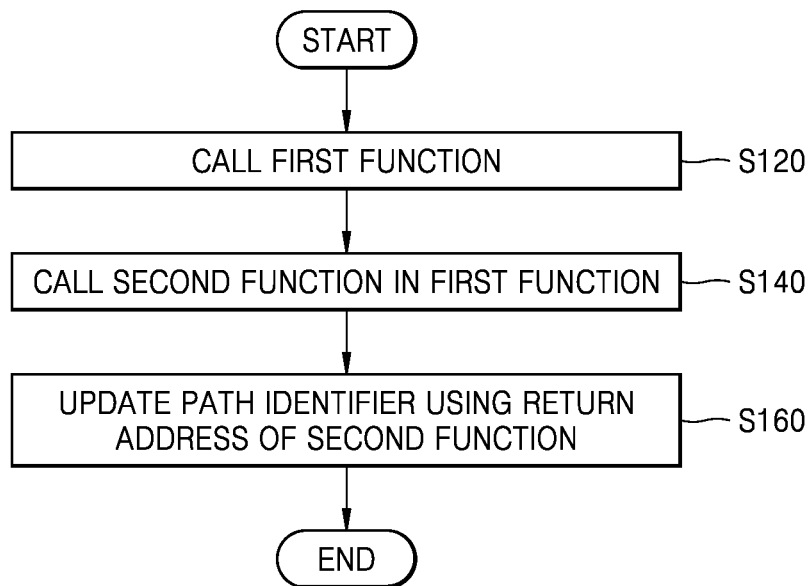 START
CALL FIRST FUNCTION
S120
CALL SECOND FUNCTION IN FIRST FUNCTION
S140
UPDATE PATH IDENTIFIER USING RETURN
ADDRESS OF SECOND FUNCTION
S160
END